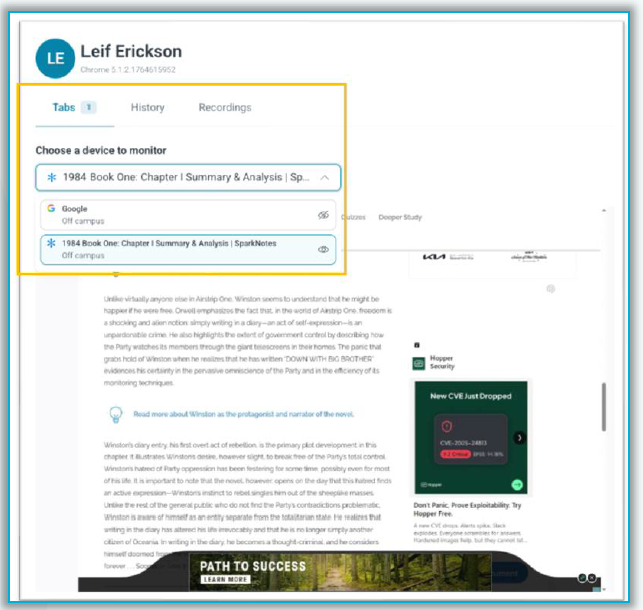 LE
Leif Erickson
Chrome 5.1.2.1764615952
Tabs
History
Recordings
Choose a device to monitor
1984 Book One: Chapter I Summary & Analysis | Sp...
Google
Off campus
1984 Book One: Chapter I Summary & Analysis | SparkNotes
Off campus
Quizzes Deeper Study
KIA
Unlike virtually anyone else in Airstrip One, Winston seems to understand that he might be
happier if he were free. Orwell emphasizes the fact that, in the world of Airstrip One, freedom is
a shocking and alien notion: simply writing in a diary—an act of self-expression—is an
unpardonable crime. He also highlights the extent of government control by describing how
the Party watches its members through the giant telescreens in their homes. The panic that
grabs hold of Winston when he realizes that he has written "DOWN WITH BIG BROTHER"
evidences his certainty in the pervasive omniscience of the Party and in the efficiency of its
monitoring techniques.
Read more about Winston as the protagonist and narrator of the novel.
Winston's diary entry, his first overt act of rebellion, is the primary plot development in this
chapter. It illustrates Winston's desire, however slight, to break free of the Party's total control.
Winston's hatred of Party oppression has been festering for some time, possibly even for most
of his life. It is important to note that the novel, however, opens on the day that this hatred finds
an active expression—Winston's instinct to rebel singles him out of the sheeplike masses.
Unlike the rest of the general public who do not find the Party's contradictions problematic,
Winston is aware of himself as an entity separate from the totalitarian state. He realizes that
writing in the diary has altered his life irrevocably and that he is no longer simply another
citizen of Oceania. In writing in the diary, he becomes a thought-criminal, and he considers
himself doomed from
forever
Hopper
Security
New CVE Just Dropped
CVE-2025-24813
Critical
Hopper
Don't Panic, Prove Exploitability. Try
Hopper Free.
A new CVE drops. Alerts spike. Slack
explodes. Everyone scrambles for answers.
Hardened images help, but they cannot lot...
PATH TO SUCCESS
LEARN MORE